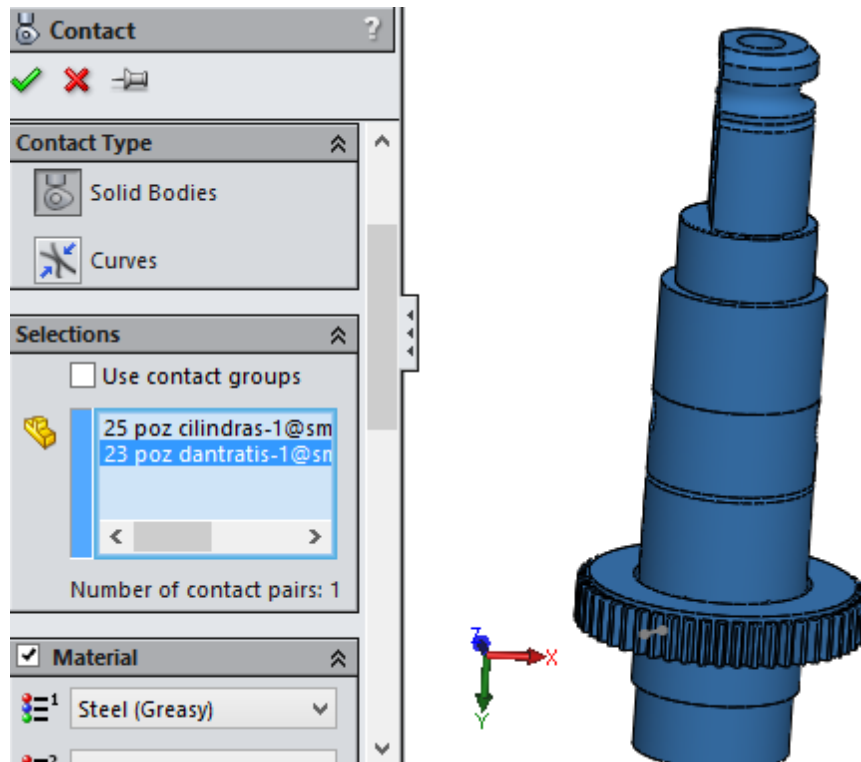 Contact ?
Contact Type
Solid Bodies
Curves
Selections
Use contact groups
25 poz cilindras-1@sm
23 poz dantratis-1@sm
Number of contact pairs: 1
Material
1
Steel (Greasy)
Z
X
Y